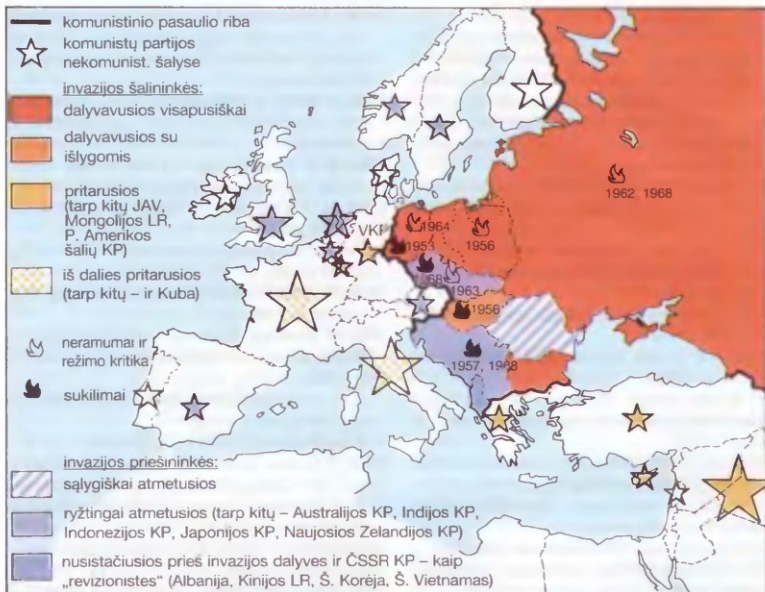 komunistinio pasaulio riba
komunistų partijos
nekomunist. šalyse
invazijos šalininkės:
dalyvavusios visapusiškai
dalyvavusios su
išlygomis
pritarusios
(tarp kitų JAV,
Mongolijos LR,
P. Amerikos
šalių KP)
iš dalies pritarusios
(tarp kitų – ir Kuba)
neramumai ir
režimo kritika
sukilimai
invazijos priešininkės:
sąlygiškai atmetusios
ryžtingai atmetusios (tarp kitų – Australijos KP, Indijos KP,
Indonezijos KP, Japonijos KP, Naujosios Zelandijos KP)
nusistačiusios prieš invazijos dalyves ir ČSSR KP – kaip
„revizionistes“ (Albanija, Kinijos LR, Š. Korėja, Š. Vietnamas)
1962, 1968
VKP
1964
1953
1956
1968
1963
1956
1957, 1968